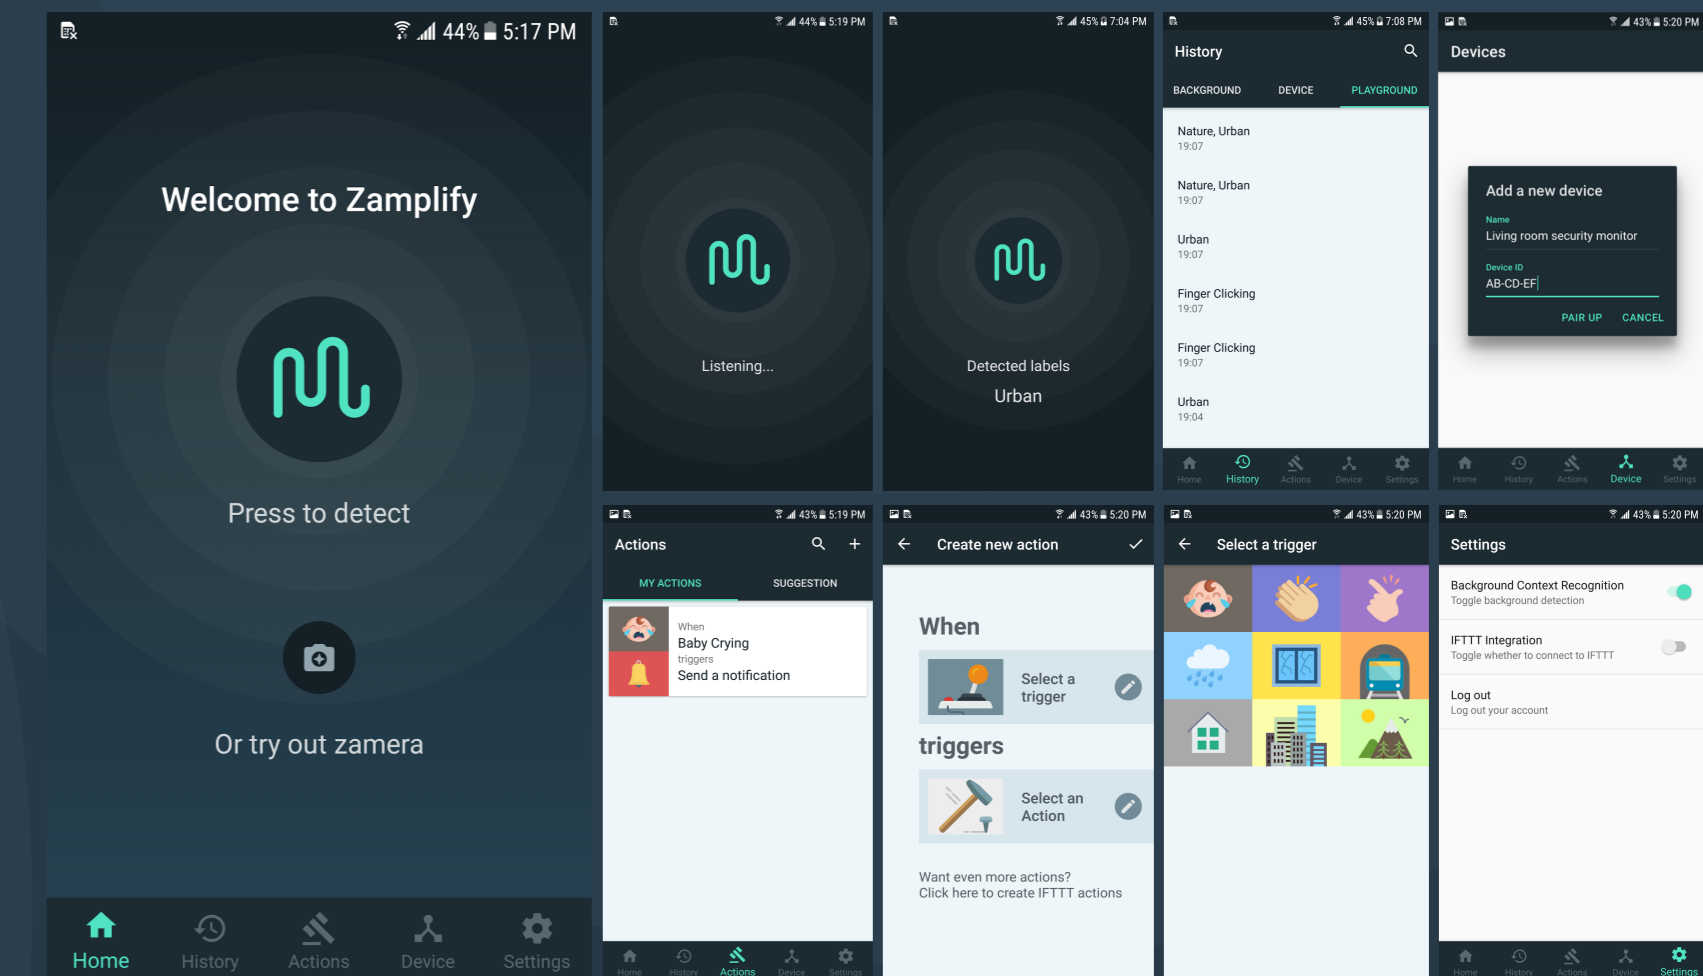 44% 5:17 PM
Welcome to Zamplify
Press to detect
Or try out zamera
Home History Actions Device Settings
44% 5:19 PM
Listening...
45% 7:04 PM
Detected labels
Urban
45% 7:08 PM
History
BACKGROUND DEVICE PLAYGROUND
Nature, Urban
19:07
Nature, Urban
19:07
Urban
19:07
Finger Clicking
19:07
Finger Clicking
19:07
Urban
19:04
Home History Actions Device Settings
43% 5:20 PM
Devices
Add a new device
Name
Living room security monitor
Device ID
AB-CD-EF
PAIR UP CANCEL
Home History Actions Device Settings
43% 5:19 PM
Actions
MY ACTIONS SUGGESTION
When
Baby Crying
triggers
Send a notification
Home History Actions Device Settings
43% 5:20 PM
Create new action
When
Select a
trigger
triggers
Select an
Action
Want even more actions?
Click here to create IFTTT actions
43% 5:20 PM
Select a trigger
43% 5:20 PM
Settings
Background Context Recognition
Toggle background detection
IFTTT Integration
Toggle whether to connect to IFTTT
Log out
Log out your account
Home History Actions Device Settings